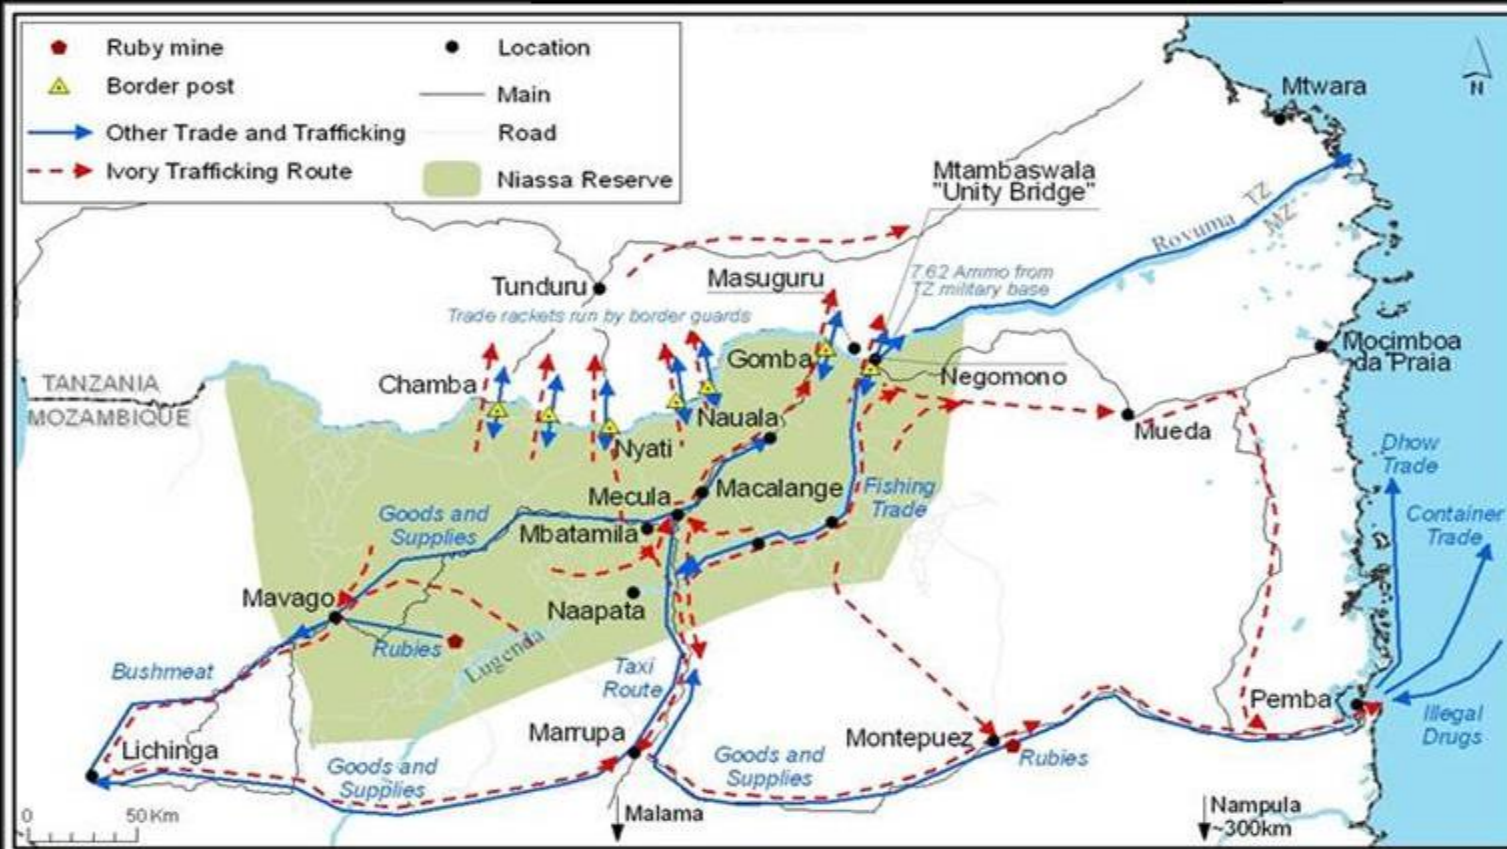 Ruby mine
Location
Border post
Main
Other Trade and Trafficking
Road
Ivory Trafficking Route
Niassa Reserve
N
Mtwara
Mtambaswala
"Unity Bridge"
TZ
MZ
Rovuma
Tunduru
Masuguru
7.62 Ammo from
TZ military base
Trade rackets run by border guards
Gomba
Negomono
Mocimboa
da Praia
TANZANIA
MOZAMBIQUE
Chamba
Nauala
Nyati
Mueda
Dhow
Trade
Mecula
Macalange
Fishing
Trade
Goods and
Supplies
Mbatamila
Container
Trade
Mavago
Naapata
Rubies
Lugenda
Bushmeat
Taxi
Route
Pemba
Illegal
Drugs
Lichinga
Marrupa
Montepuez
Rubies
Goods and
Supplies
Goods and
Supplies
0 50 Km
Malama
Nampula
~300km